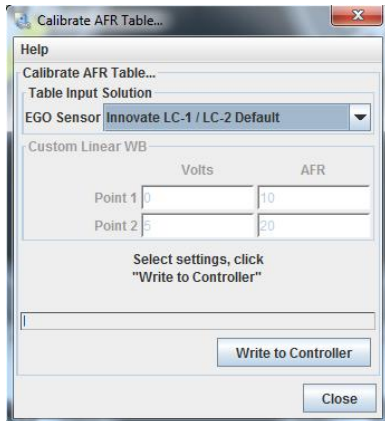 Calibrate AFR Table...
Help
Calibrate AFR Table...
Table Input Solution
EGO Sensor Innovate LC-1 / LC-2 Default
Custom Linear WB
Volts AFR
Point 1 0 10
Point 2 5 20
Select settings, click
"Write to Controller"
Write to Controller
Close